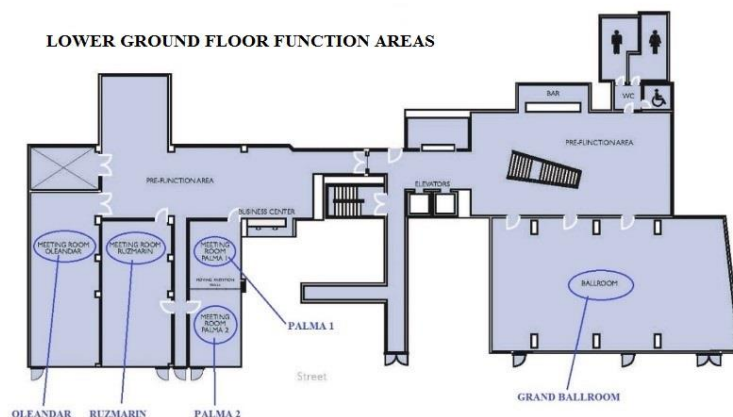 LOWER GROUND FLOOR FUNCTION AREAS
BAR
WC
PRE-FUNCTION AREA
PRE-FUNCTION AREA
ELEVATORS
BUSINESS CENTER
MEETING ROOM
OLEANDAR
MEETING ROOM
RUZMARIN
MEETING
ROOM
PALMA 1
MEETING
ROOM
PALMA 2
BALLROOM
PALMA 1
Street
GRAND BALLROOM
OLEANDAR
RUZMARIN
PALMA 2